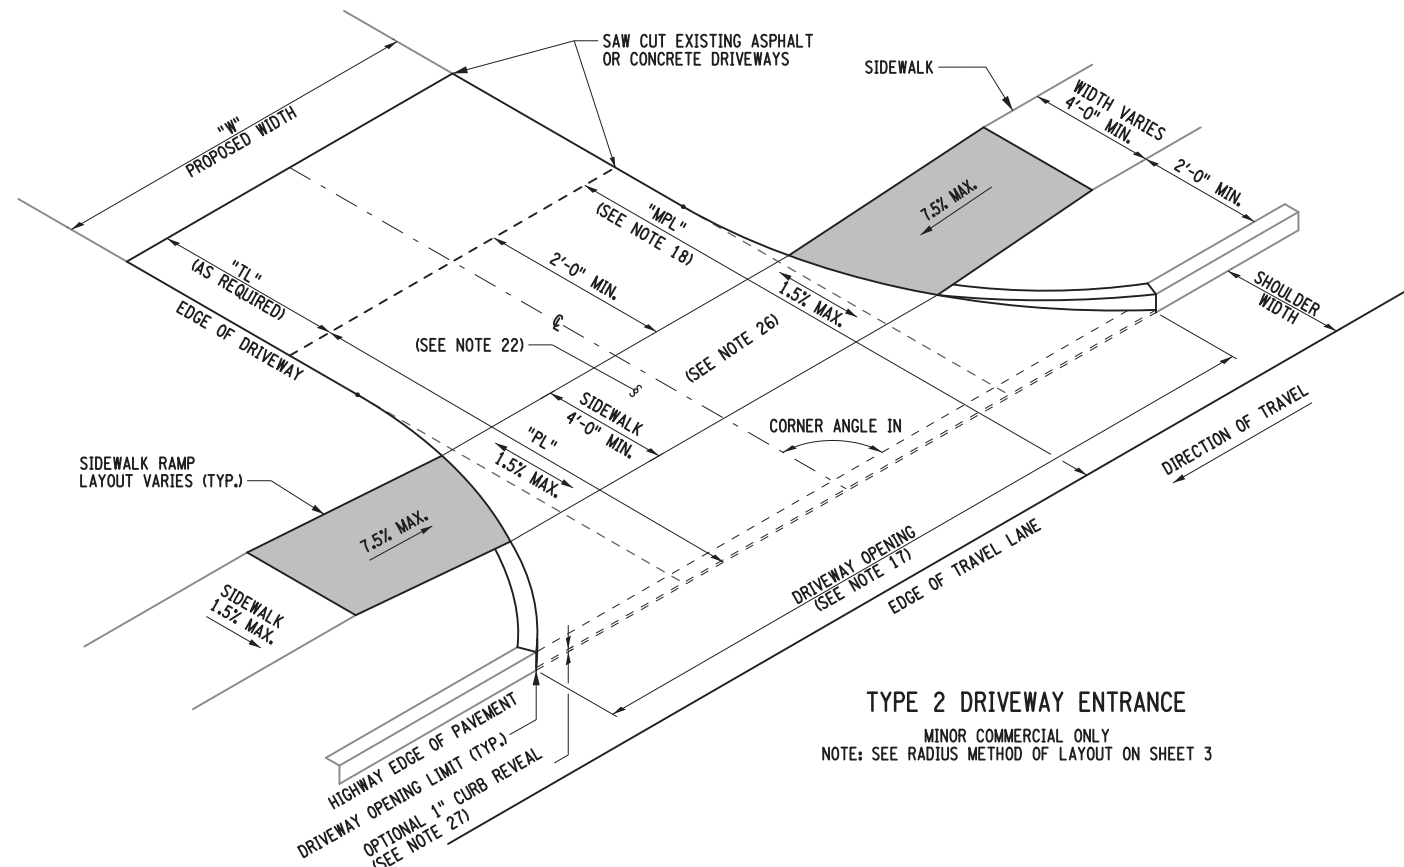 SAW CUT EXISTING ASPHALT
OR CONCRETE DRIVEWAYS
SIDEWALK
WIDTH VARIES
4'-0" MIN.
2'-0" MIN.
"W"
PROPOSED WIDTH
7.5% MAX.
"MPL"
(SEE NOTE 18)
"TL"
(AS REQUIRED)
2'-0" MIN.
1.5% MAX.
SHOULDER
WIDTH
EDGE OF DRIVEWAY
℄
(SEE NOTE 22)
§
(SEE NOTE 26)
SIDEWALK
4'-0" MIN.
"PL"
1.5% MAX.
CORNER ANGLE IN
DIRECTION OF TRAVEL
SIDEWALK RAMP
LAYOUT VARIES (TYP.)
7.5% MAX.
SIDEWALK
1.5% MAX.
DRIVEWAY OPENING
(SEE NOTE 17)
EDGE OF TRAVEL LANE
HIGHWAY EDGE OF PAVEMENT
DRIVEWAY OPENING LIMIT (TYP.)
OPTIONAL 1" CURB REVEAL
(SEE NOTE 27)
TYPE 2 DRIVEWAY ENTRANCE
MINOR COMMERCIAL ONLY
NOTE: SEE RADIUS METHOD OF LAYOUT ON SHEET 3